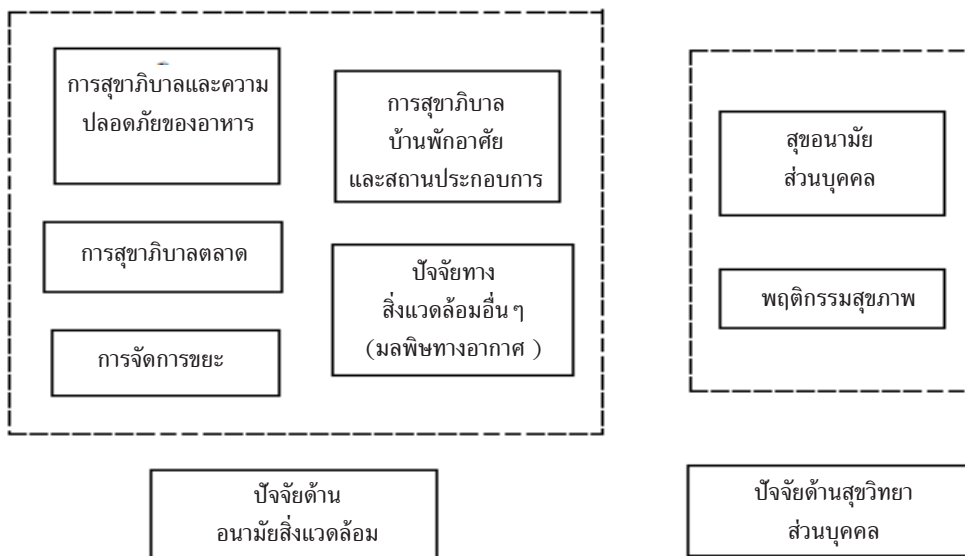 การสุขาภิบาลและความ
ปลอดภัยของอาหาร
การสุขาภิบาล
บ้านพักอาศัย
และสถานประกอบการ
การสุขาภิบาลตลาด
ปัจจัยทาง
สิ่งแวดล้อมอื่น ๆ
(มลพิษทางอากาศ )
การจัดการขยะ
สุขอนามัย
ส่วนบุคคล
พฤติกรรมสุขภาพ
ปัจจัยด้าน
อนามัยสิ่งแวดล้อม
ปัจจัยด้านสุขวิทยา
ส่วนบุคคล